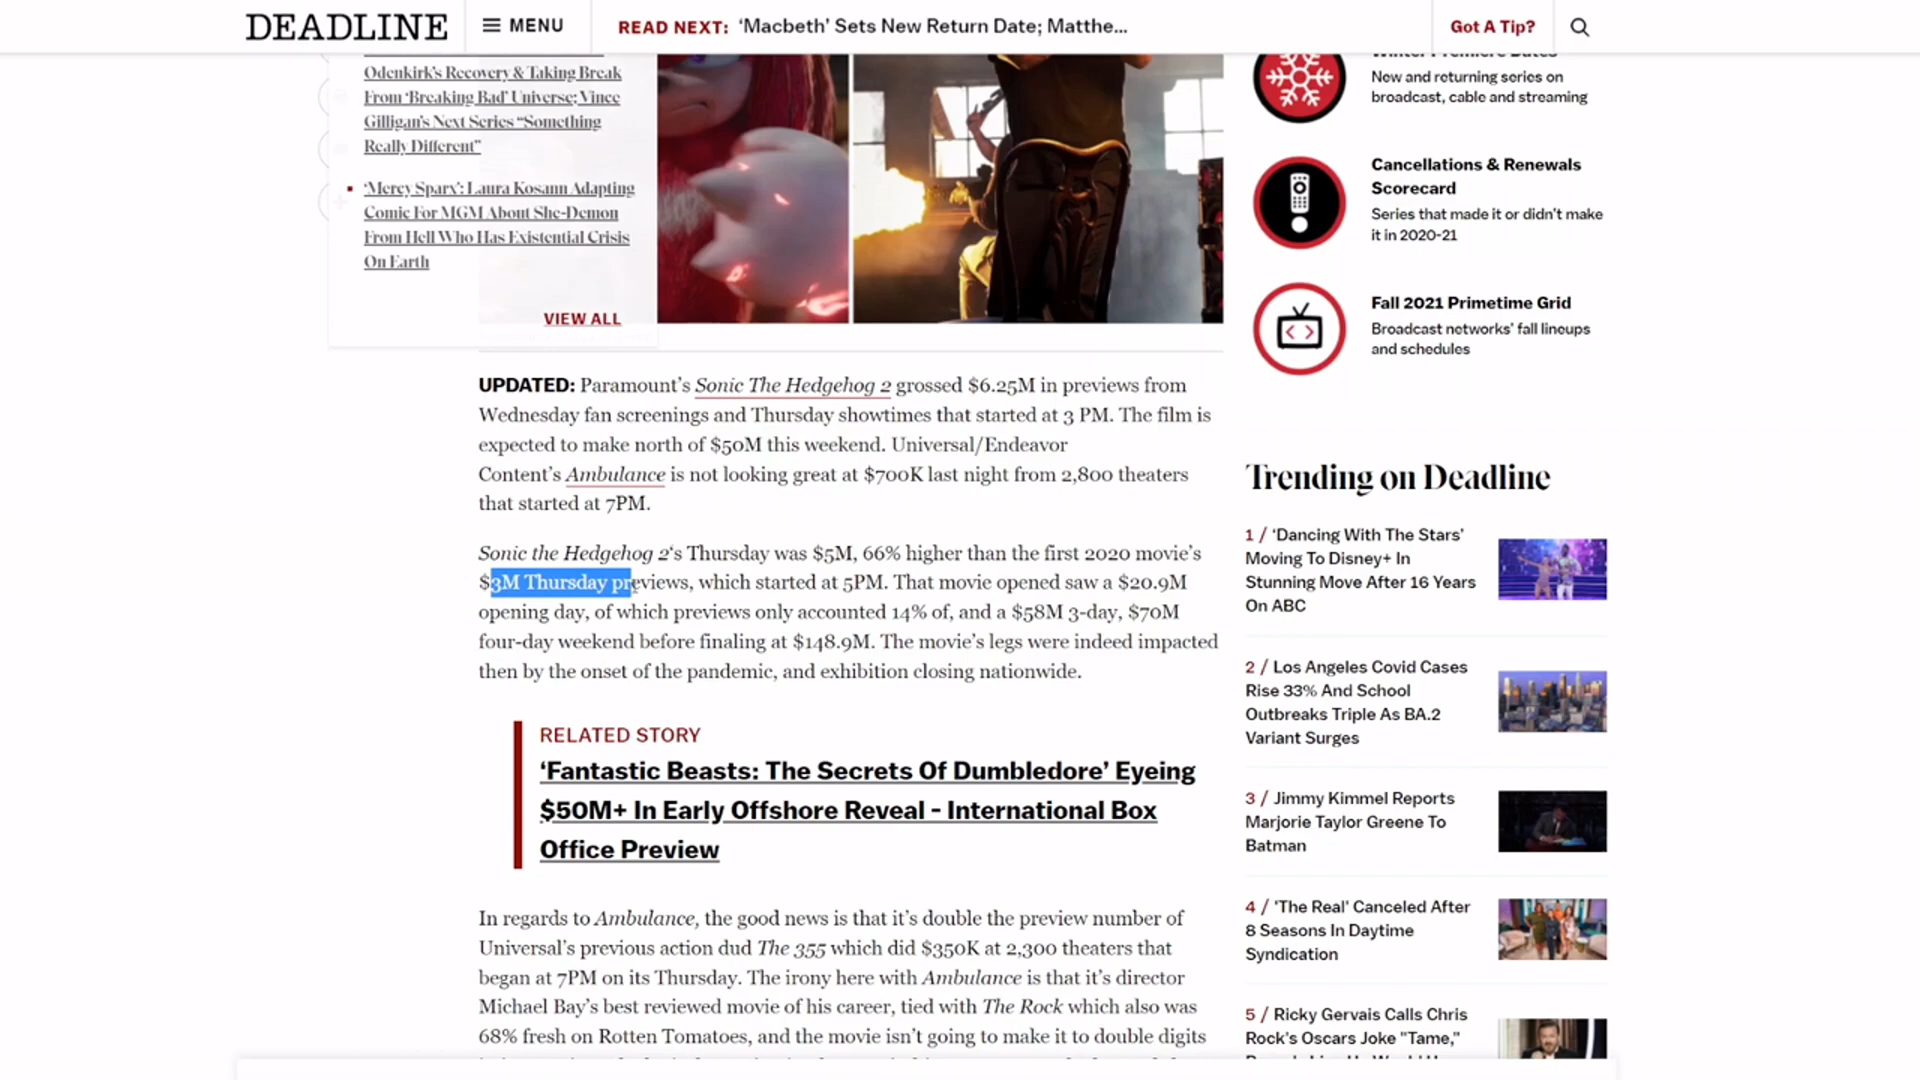 DEADLINE
MENU
READ NEXT: ‘Macbeth’ Sets New Return Date; Matthe...
Got A Tip?
Odenkirk’s Recovery & Taking Break
From ‘Breaking Bad’ Universe; Vince
Gilligan’s Next Series “Something
Really Different”
‘Mercy Sparx’: Laura Kosann Adapting
Comic For MGM About She-Demon
From Hell Who Has Existential Crisis
On Earth
VIEW ALL
UPDATED: Paramount’s Sonic The Hedgehog 2 grossed $6.25M in previews from
Wednesday fan screenings and Thursday showtimes that started at 3 PM. The film is
expected to make north of $50M this weekend. Universal/Endeavor
Content’s Ambulance is not looking great at $700K last night from 2,800 theaters
that started at 7PM.
Sonic the Hedgehog 2‘s Thursday was $5M, 66% higher than the first 2020 movie’s
$3M Thursday previews, which started at 5PM. That movie opened saw a $20.9M
opening day, of which previews only accounted 14% of, and a $58M 3-day, $70M
four-day weekend before finaling at $148.9M. The movie’s legs were indeed impacted
then by the onset of the pandemic, and exhibition closing nationwide.
RELATED STORY
‘Fantastic Beasts: The Secrets Of Dumbledore’ Eyeing
$50M+ In Early Offshore Reveal - International Box
Office Preview
In regards to Ambulance, the good news is that it’s double the preview number of
Universal’s previous action dud The 355 which did $350K at 2,300 theaters that
began at 7PM on its Thursday. The irony here with Ambulance is that it’s director
Michael Bay’s best reviewed movie of his career, tied with The Rock which also was
68% fresh on Rotten Tomatoes, and the movie isn’t going to make it to double digits
Winter Premiere Dates
New and returning series on
broadcast, cable and streaming
Cancellations & Renewals
Scorecard
Series that made it or didn’t make
it in 2020-21
Fall 2021 Primetime Grid
Broadcast networks’ fall lineups
and schedules
Trending on Deadline
1 / ‘Dancing With The Stars’
Moving To Disney+ In
Stunning Move After 16 Years
On ABC
2 / Los Angeles Covid Cases
Rise 33% And School
Outbreaks Triple As BA.2
Variant Surges
3 / Jimmy Kimmel Reports
Marjorie Taylor Greene To
Batman
4 / 'The Real' Canceled After
8 Seasons In Daytime
Syndication
5 / Ricky Gervais Calls Chris
Rock's Oscars Joke "Tame,"